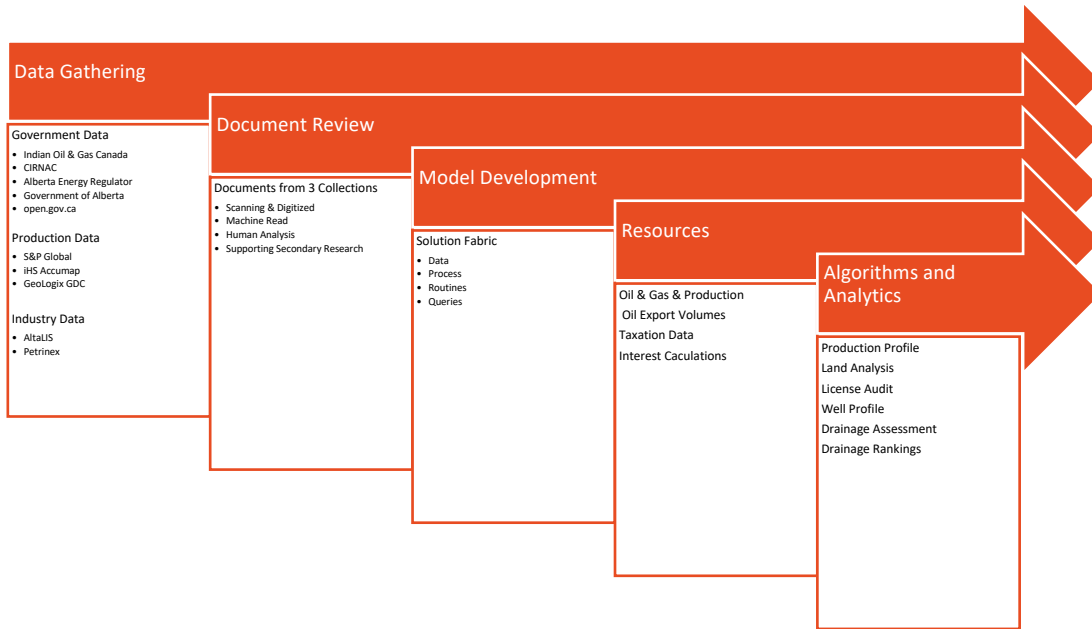 Data Gathering
Government Data
• Indian Oil & Gas Canada
• CIRNAC
• Alberta Energy Regulator
• Government of Alberta
• open.gov.ca
Production Data
• S&P Global
• iHS Accumap
• GeoLogix GDC
Industry Data
• AltaLIS
• Petrinex
Document Review
Documents from 3 Collections
• Scanning & Digitized
• Machine Read
• Human Analysis
• Supporting Secondary Research
Model Development
Solution Fabric
• Data
• Process
• Routines
• Queries
Resources
Oil & Gas & Production
Oil Export Volumes
Taxation Data
Interest Caculations
Algorithms and
Analytics
Production Profile
Land Analysis
License Audit
Well Profile
Drainage Assessment
Drainage Rankings